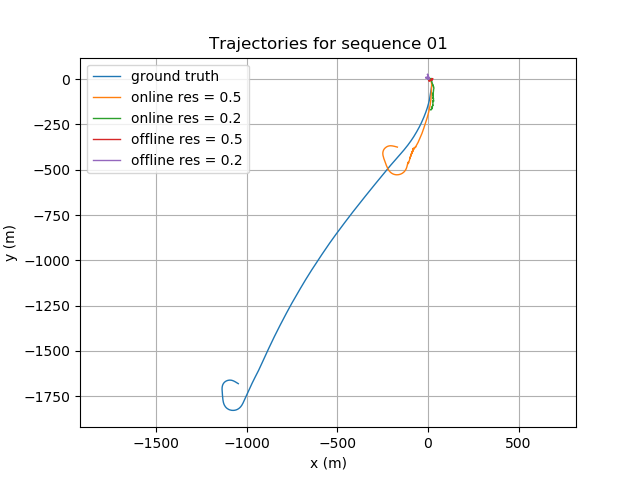 Trajectories for sequence 01
ground truth
online res = 0.5
online res = 0.2
offline res = 0.5
offline res = 0.2
0
−250
−500
−750
−1000
−1250
−1500
−1750
y (m)
−1500 −1000 −500 0 500
x (m)